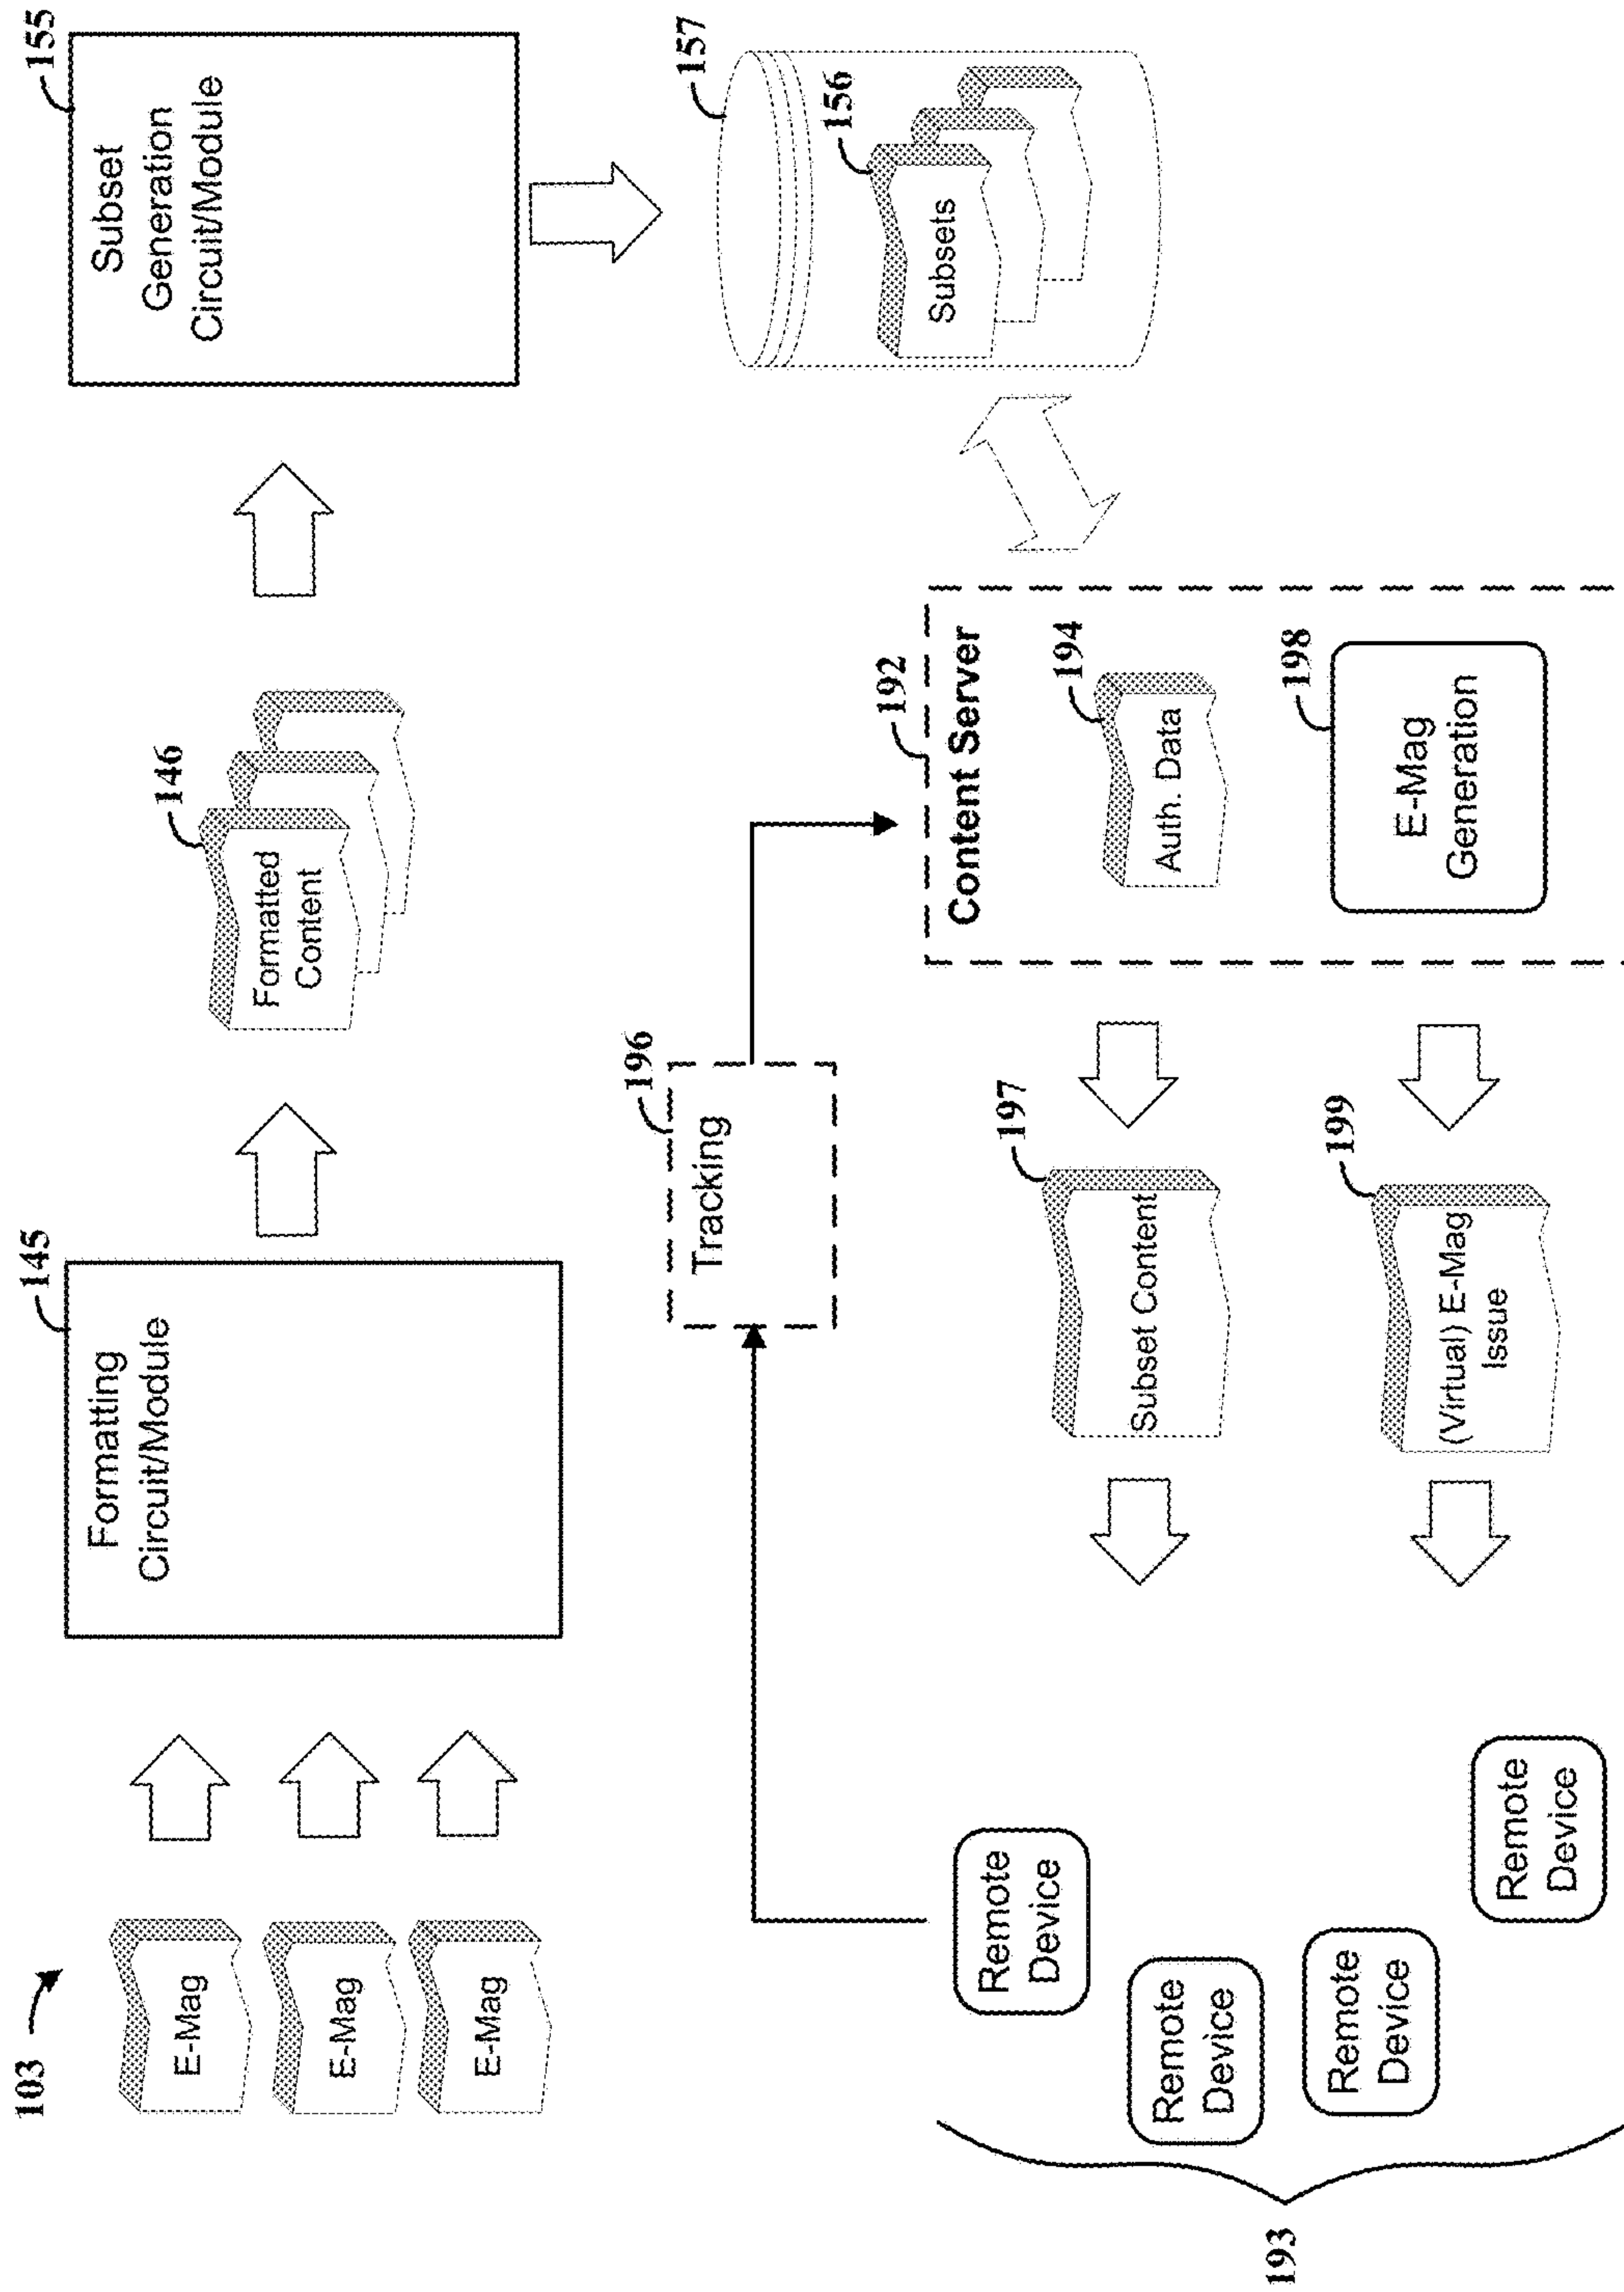 103
E-Mag
E-Mag
E-Mag
145
Formatting
Circuit/Module
146
Formatted
Content
155
Subset
Generation
Circuit/Module
157
156
Subsets
196
Tracking
192
Content Server
194
Auth. Data
198
E-Mag
Generation
197
Subset Content
199
(Virtual) E-Mag
Issue
Remote
Device
Remote
Device
Remote
Device
Remote
Device
193